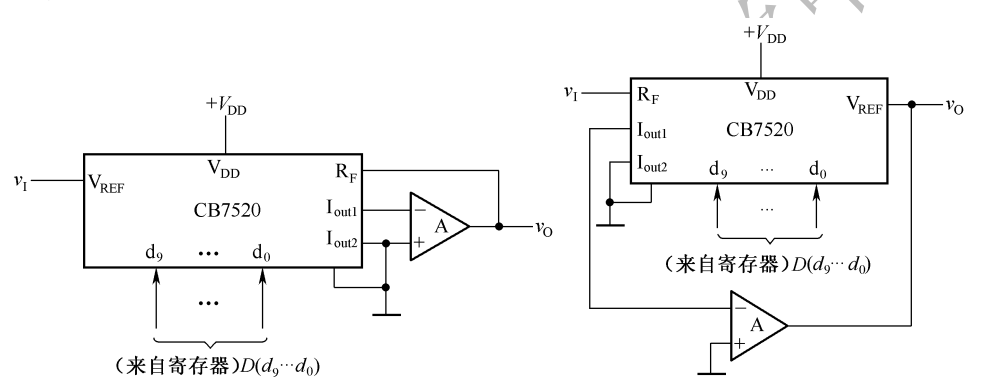 +V_DD
v_I
V_REF
V_DD
R_F
CB7520
I_out1
I_out2
d_9 ... d_0
...
A
− +
v_O
(来自寄存器)D(d_9…d_0)
+V_DD
v_I
R_F
V_DD
V_REF
v_O
I_out1
CB7520
I_out2
d_9 ... d_0
...
(来自寄存器)D(d_9…d_0)
−
A
+